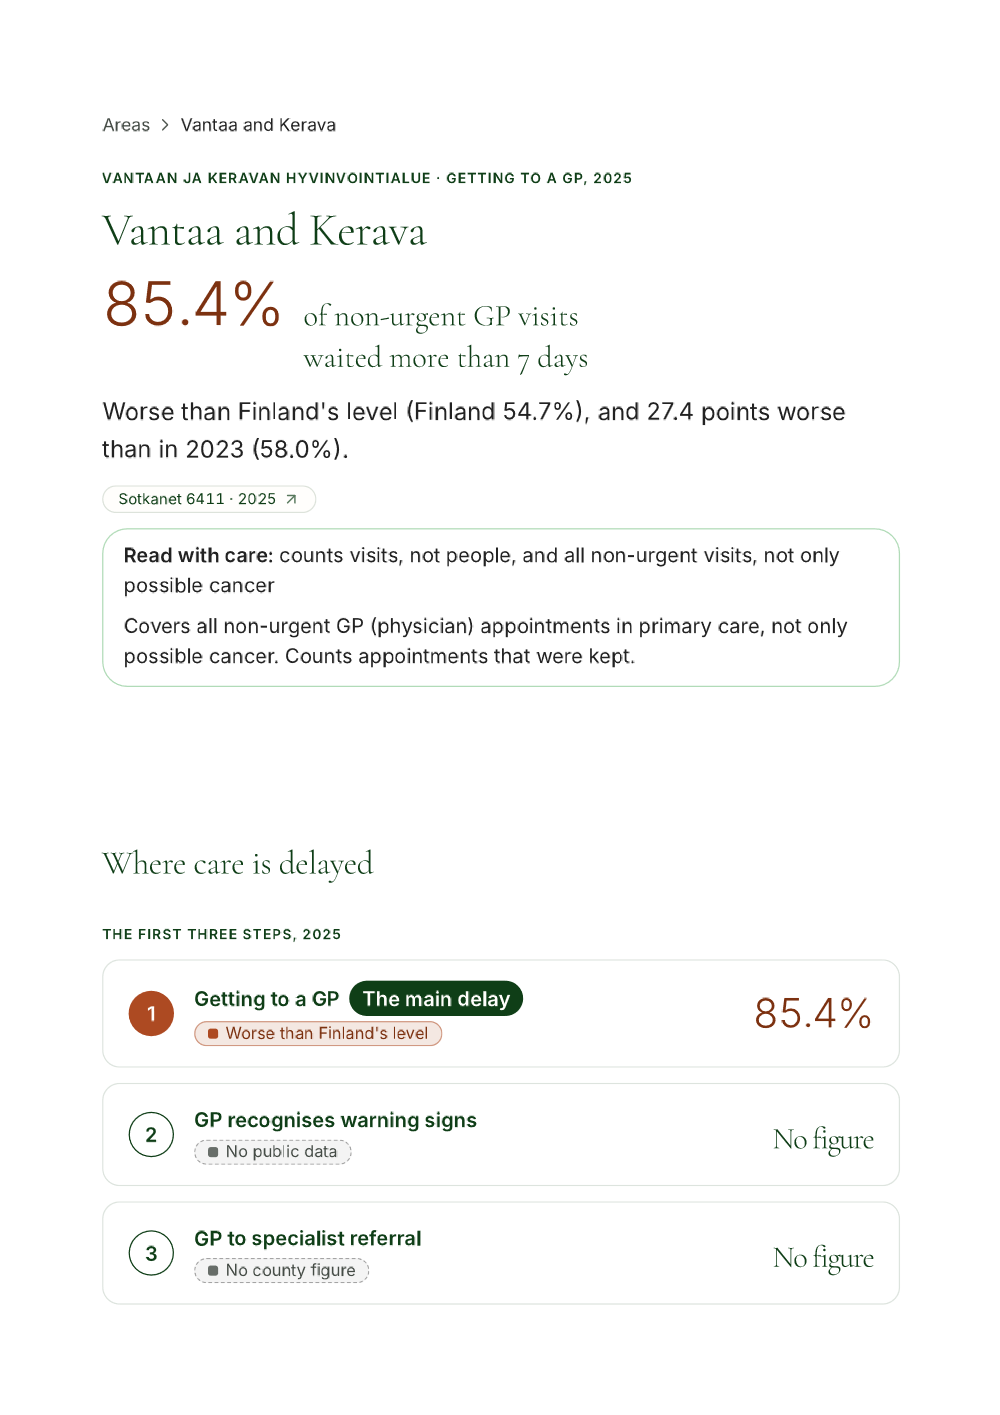 Areas > Vantaa and Kerava
VANTAAN JA KERAVAN HYVINVOINTIALUE · GETTING TO A GP, 2025
Vantaa and Kerava
85.4% of non-urgent GP visits
waited more than 7 days
Worse than Finland's level (Finland 54.7%), and 27.4 points worse
than in 2023 (58.0%).
Sotkanet 6411 · 2025 ↗
Read with care: counts visits, not people, and all non-urgent visits, not only
possible cancer
Covers all non-urgent GP (physician) appointments in primary care, not only
possible cancer. Counts appointments that were kept.
Where care is delayed
THE FIRST THREE STEPS, 2025
1 Getting to a GP The main delay
Worse than Finland's level
85.4%
2 GP recognises warning signs
No public data
No figure
3 GP to specialist referral
No county figure
No figure